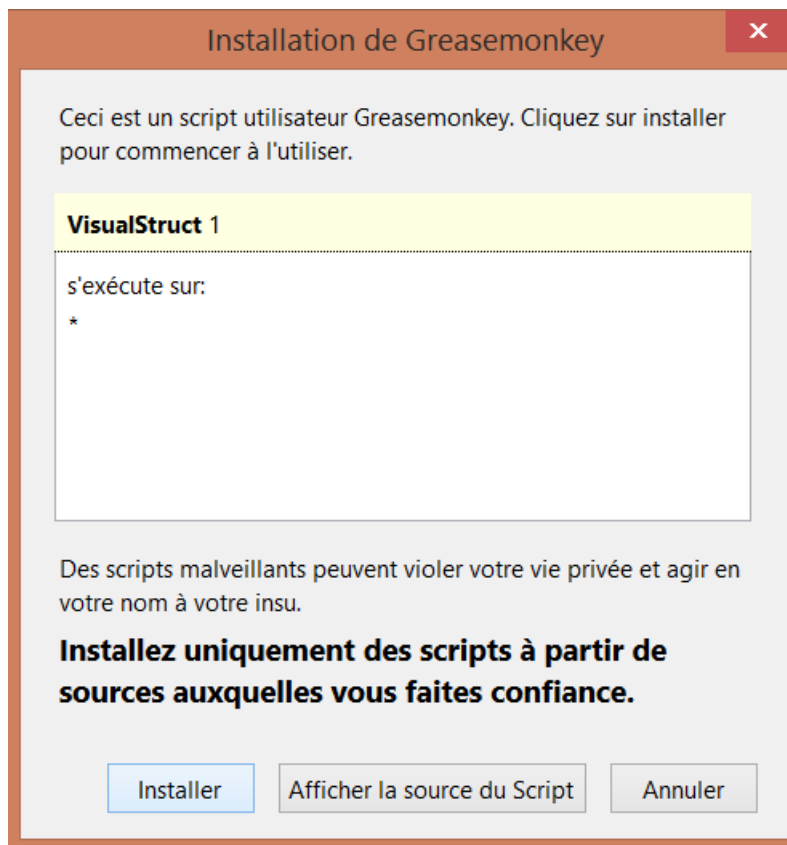 Installation de Greasemonkey
Ceci est un script utilisateur Greasemonkey. Cliquez sur installer
pour commencer à l'utiliser.
VisualStruct 1
s'exécute sur:
*
Des scripts malveillants peuvent violer votre vie privée et agir en
votre nom à votre insu.
Installez uniquement des scripts à partir de
sources auxquelles vous faites confiance.
Installer Afficher la source du Script Annuler